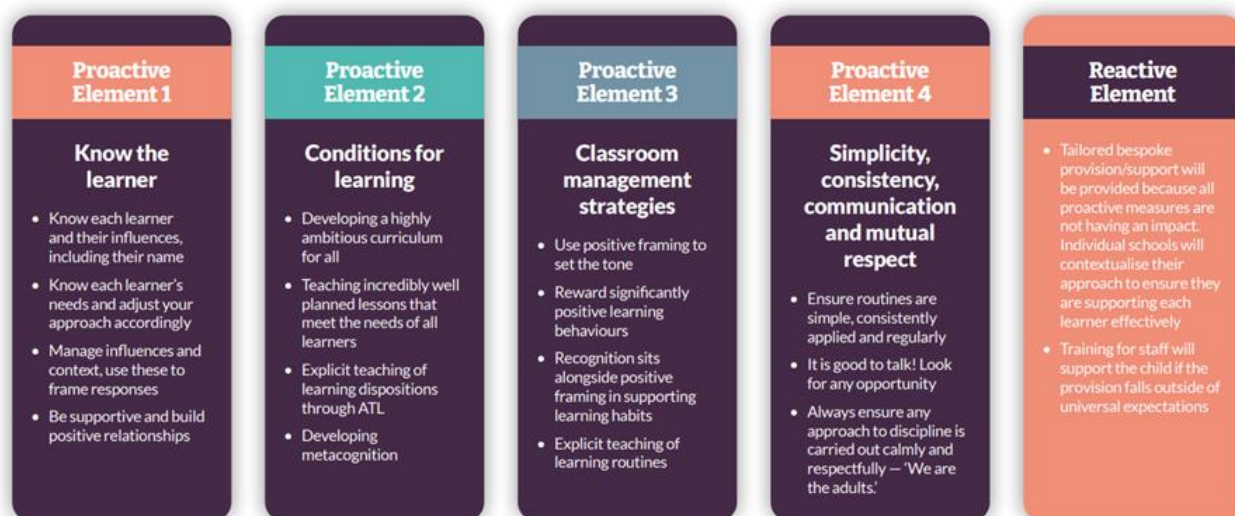 Proactive
Element 1
Know the
learner
• Know each learner
and their influences,
including their name
• Know each learner's
needs and adjust your
approach accordingly
• Manage influences and
context, use these to
frame responses
• Be supportive and build
positive relationships
Proactive
Element 2
Conditions for
learning
• Developing a highly
ambitious curriculum
for all
• Teaching incredibly well
planned lessons that
meet the needs of all
learners
• Explicit teaching of
learning dispositions
through ATL
• Developing
metacognition
Proactive
Element 3
Classroom
management
strategies
• Use positive framing to
set the tone
• Reward significantly
positive learning
behaviours
• Recognition sits
alongside positive
framing in supporting
learning habits
• Explicit teaching of
learning routines
Proactive
Element 4
Simplicity,
consistency,
communication
and mutual
respect
• Ensure routines are
simple, consistently
applied and regularly
• It is good to talk! Look
for any opportunity
• Always ensure any
approach to discipline is
carried out calmly and
respectfully — 'We are
the adults.'
Reactive
Element
• Tailored bespoke
provision/support will
be provided because all
proactive measures are
not having an impact.
Individual schools will
contextualise their
approach to ensure they
are supporting each
learner effectively
• Training for staff will
support the child if the
provision falls outside of
universal expectations